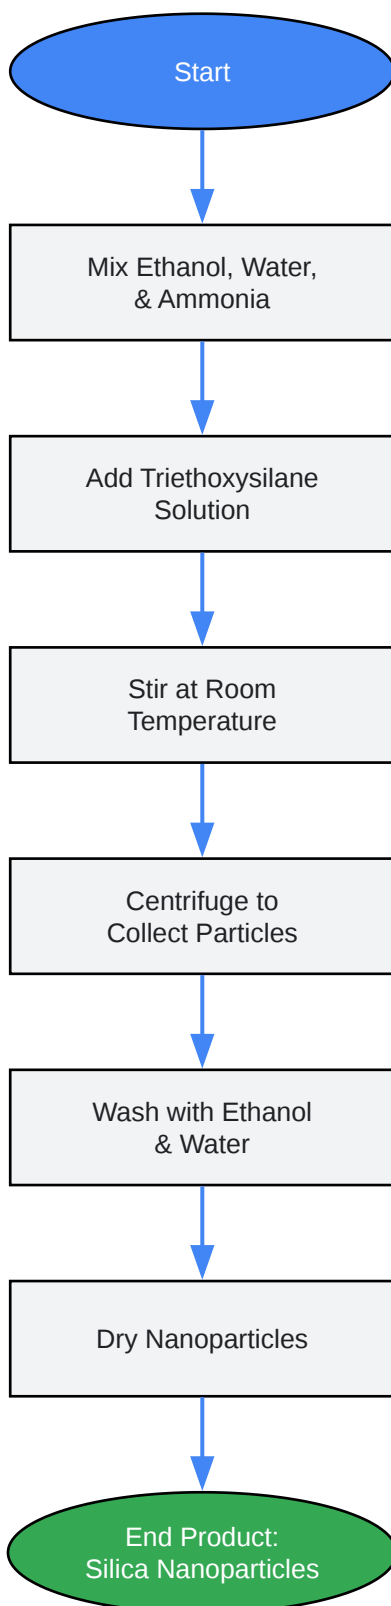 Start
Mix Ethanol, Water,
& Ammonia
Add Triethoxysilane
Solution
Stir at Room
Temperature
Centrifuge to
Collect Particles
Wash with Ethanol
& Water
Dry Nanoparticles
End Product:
Silica Nanoparticles